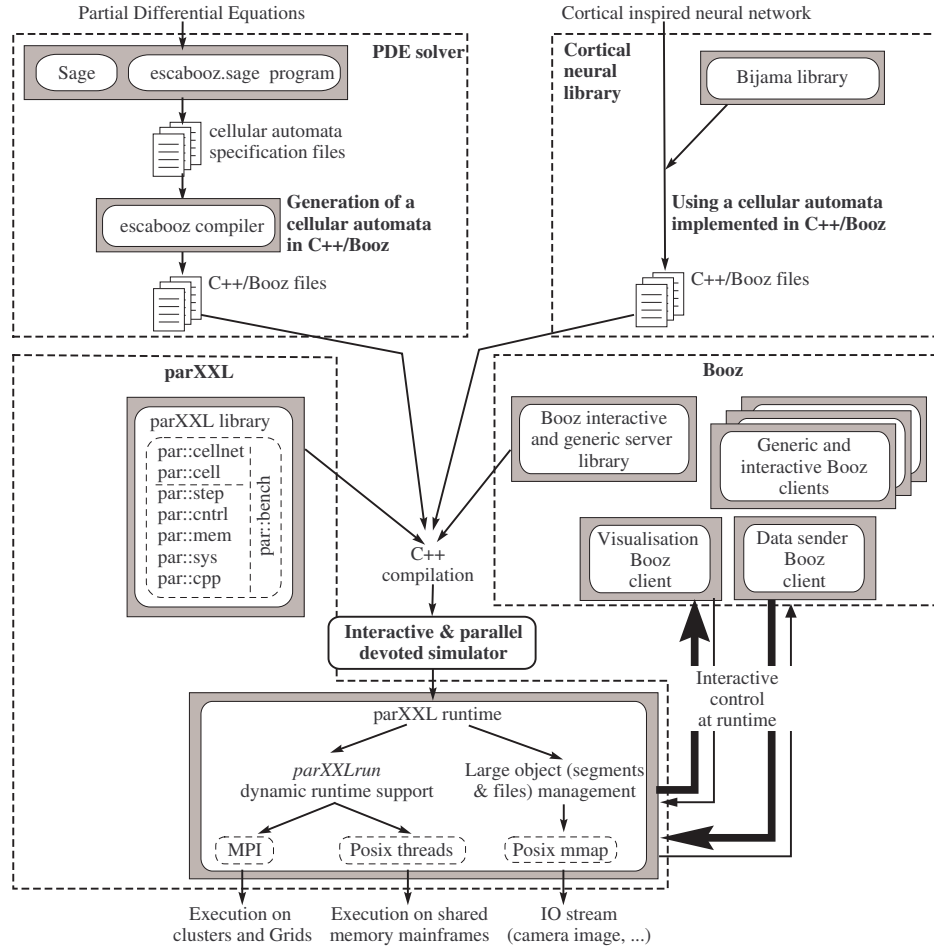 Partial Differential Equations
Cortical inspired neural network
PDE solver
Sage
escabooz.sage program
cellular automata
specification files
Generation of a
cellular automata
in C++/Booz
escabooz compiler
C++/Booz files
Cortical
neural
library
Bijama library
Using a cellular automata
implemented in C++/Booz
C++/Booz files
parXXL
parXXL library
par::cellnet
par::cell
par::step
par::cntrl
par::mem
par::sys
par::cpp
par::bench
Booz
Booz interactive
and generic server
library
Generic and
interactive Booz
clients
Visualisation
Booz
client
Data sender
Booz
client
C++
compilation
Interactive & parallel
devoted simulator
Interactive
control
at runtime
parXXL runtime
parXXLrun
dynamic runtime support
Large object (segments
& files) management
MPI
Posix threads
Posix mmap
Execution on
clusters and Grids
Execution on shared
memory mainframes
IO stream
(camera image, ...)